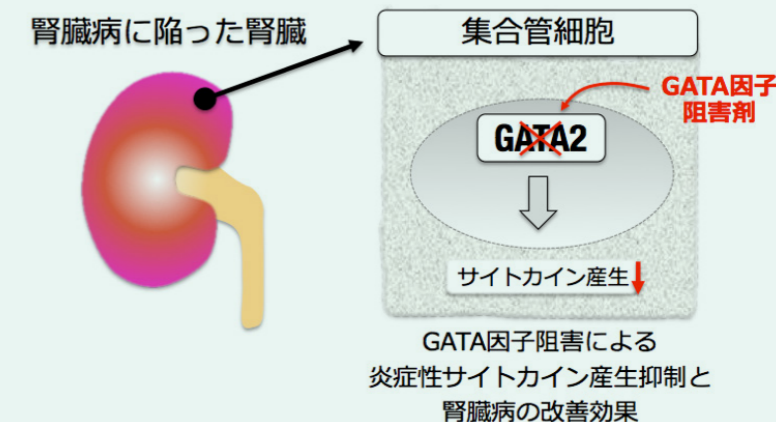 腎臓病に陥った腎臓
集合管細胞
GATA因子
阻害剤
GATA2
サイトカイン産生
GATA因子阻害による
炎症性サイトカイン産生抑制と
腎臓病の改善効果